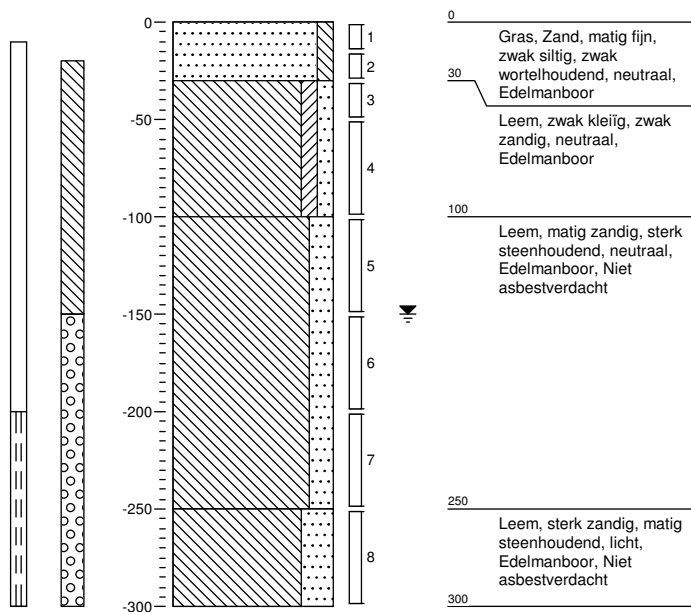 0
-50
-100
-150
-200
-250
-300
1
2
3
4
5
6
7
8
0
Gras, Zand, matig fijn,
zwak siltig, zwak
wortelhoudend, neutraal,
Edelmanboor
30
Leem, zwak kleiïg, zwak
zandig, neutraal,
Edelmanboor
100
Leem, matig zandig, sterk
steenhoudend, neutraal,
Edelmanboor, Niet
asbestverdacht
250
Leem, sterk zandig, matig
steenhoudend, licht,
Edelmanboor, Niet
asbestverdacht
300